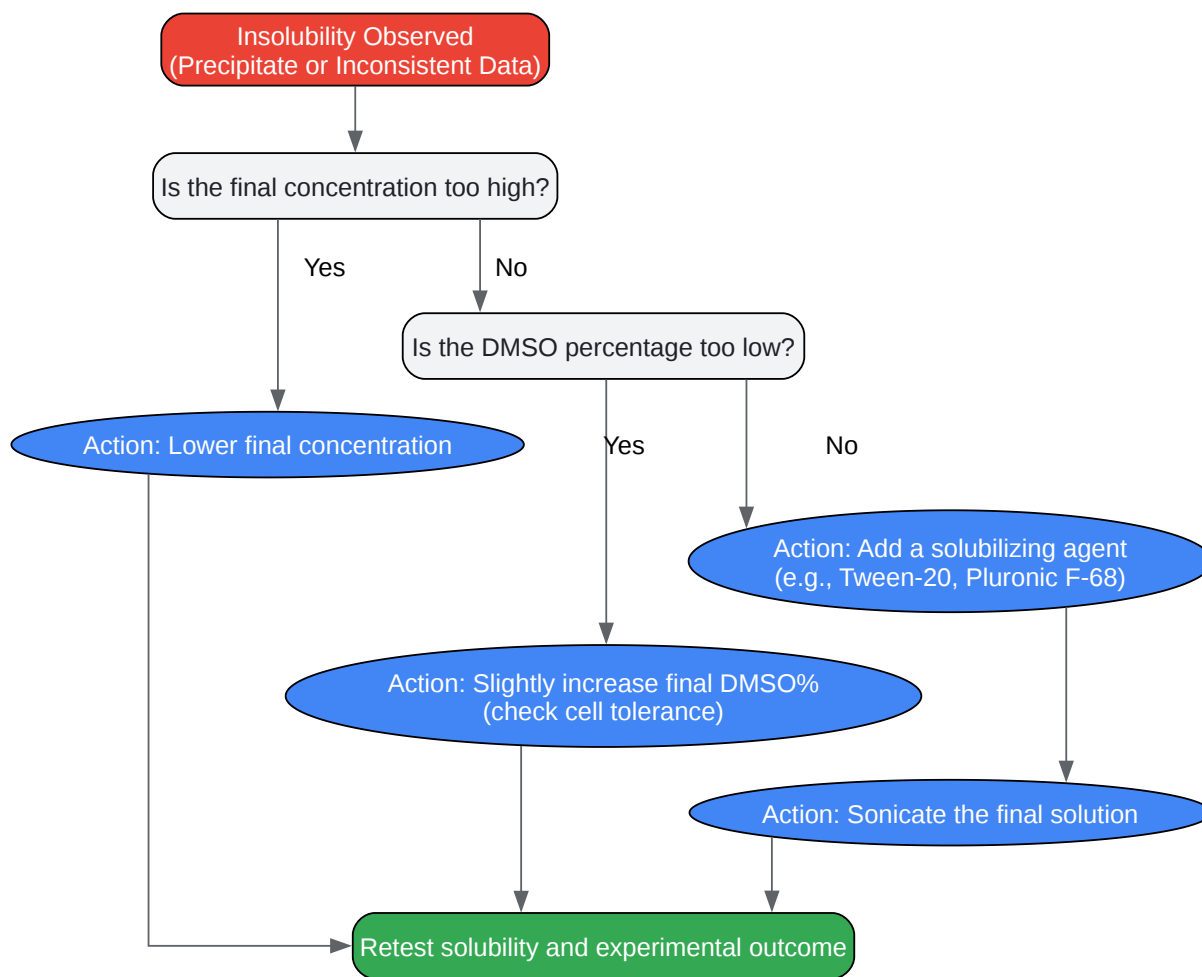 Insolubility Observed
(Precipitate or Inconsistent Data)
Is the final concentration too high?
Yes
No
Is the DMSO percentage too low?
Action: Lower final concentration
Yes
No
Action: Add a solubilizing agent
(e.g., Tween-20, Pluronic F-68)
Action: Slightly increase final DMSO%
(check cell tolerance)
Action: Sonicate the final solution
Retest solubility and experimental outcome